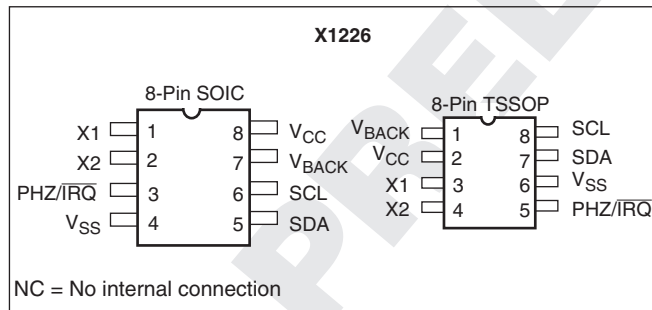 X1226
8-Pin SOIC
X1 1 8 VCC
X2 2 7 VBACK
PHZ/IRQ 3 6 SCL
VSS 4 5 SDA
8-Pin TSSOP
VBACK 1 8 SCL
VCC 2 7 SDA
X1 3 6 VSS
X2 4 5 PHZ/IRQ
NC = No internal connection
PREL